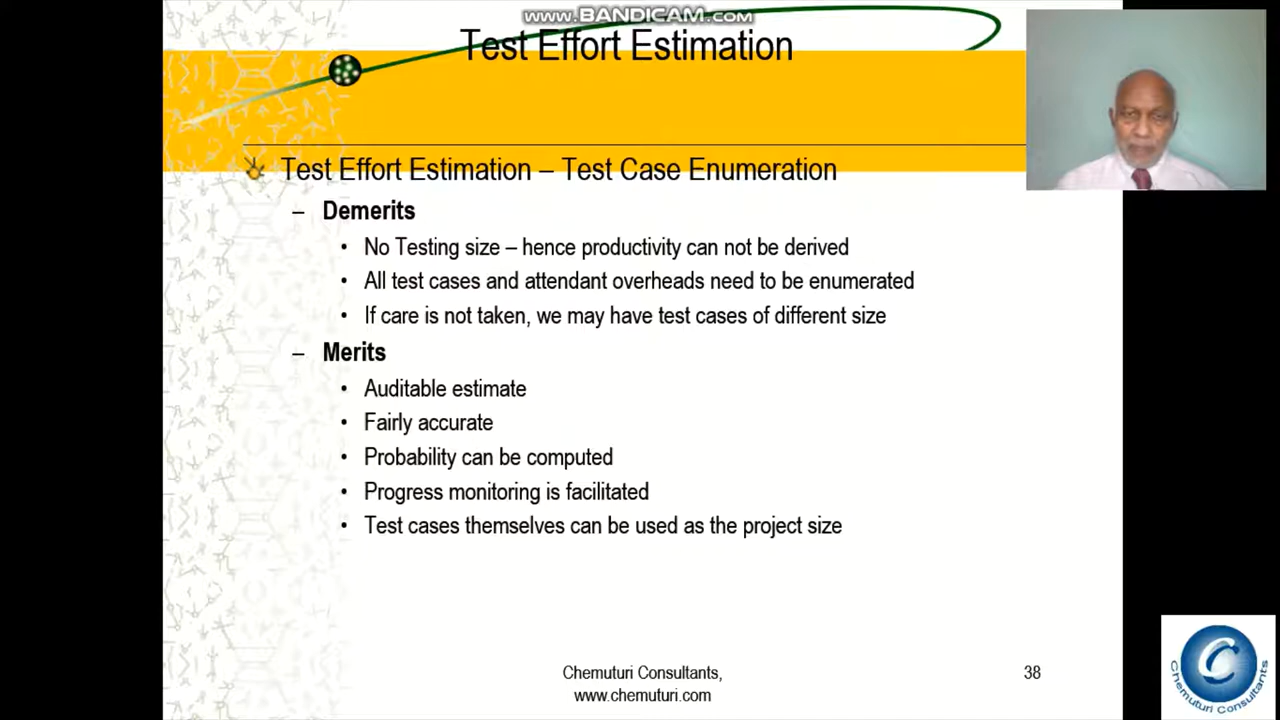 www.BANDICAM.com
Test Effort Estimation
Test Effort Estimation – Test Case Enumeration
– Demerits
• No Testing size – hence productivity can not be derived
• All test cases and attendant overheads need to be enumerated
• If care is not taken, we may have test cases of different size
– Merits
• Auditable estimate
• Fairly accurate
• Probability can be computed
• Progress monitoring is facilitated
• Test cases themselves can be used as the project size
Chemuturi Consultants,
www.chemuturi.com
38
C
Chemuturi Consultants